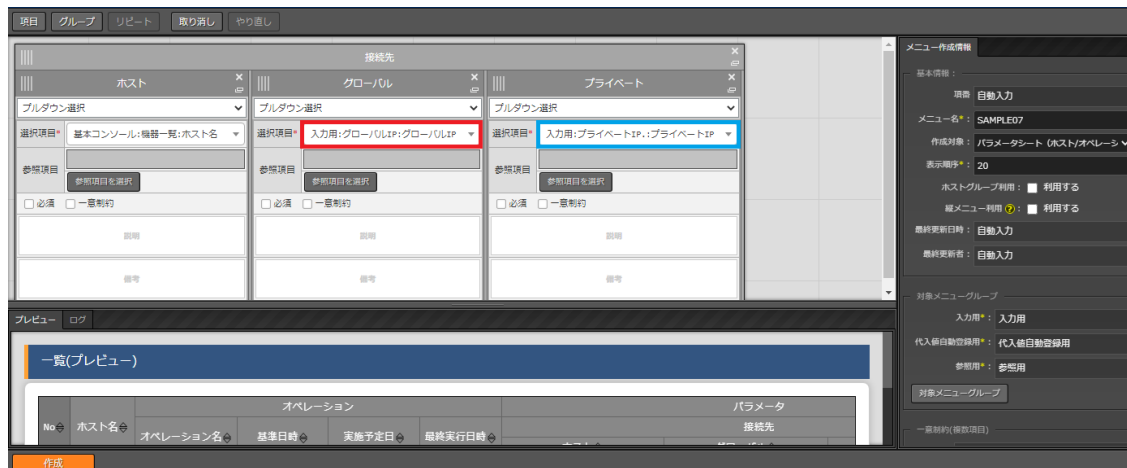 項目 グループ リピート 取り消し やり直し
接続先
ホスト グローバル プライベート
プルダウン選択 プルダウン選択 プルダウン選択
選択項目* 基本コンソール:機器一覧:ホスト名 選択項目* 入力用:グローバルIP:グローバルIP 選択項目* 入力用:プライベートIP.:プライベートIP
参照項目 参照項目 参照項目
参照項目を選択 参照項目を選択 参照項目を選択
必須 一意制約 必須 一意制約 必須 一意制約
説明 説明 説明
備考 備考 備考
プレビュー ログ
一覧(プレビュー)
オペレーション パラメータ
No ホスト名 接続先
オペレーション名 基準日時 実施予定日 最終実行日時
作成
メニュー作成情報
基本情報:
項番 自動入力
メニュー名*: SAMPLE07
作成対象: パラメータシート (ホスト/オペレーシ
表示順序*: 20
ホストグループ利用: 利用する
縦メニュー利用 ?: 利用する
最終更新日時: 自動入力
最終更新者: 自動入力
対象メニューグループ
入力用*: 入力用
代入値自動登録用*: 代入値自動登録用
参照用*: 参照用
対象メニューグループ
一意制約(複数項目)